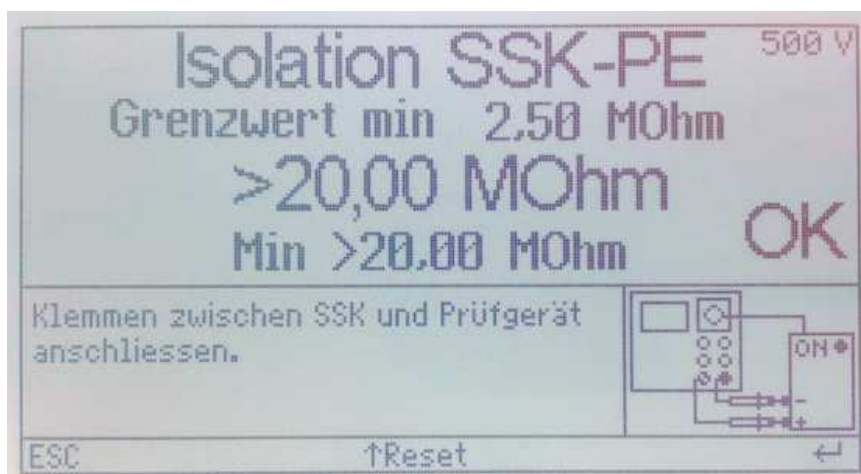 Isolation SSK-PE 500 V
Grenzwert min 2,50 MOhm
>20,00 MOhm
OK
Min >20,00 MOhm
Klemmen zwischen SSK und Prüfgerät
anschliessen.
ON
-
+
ESC ↑Reset ↵